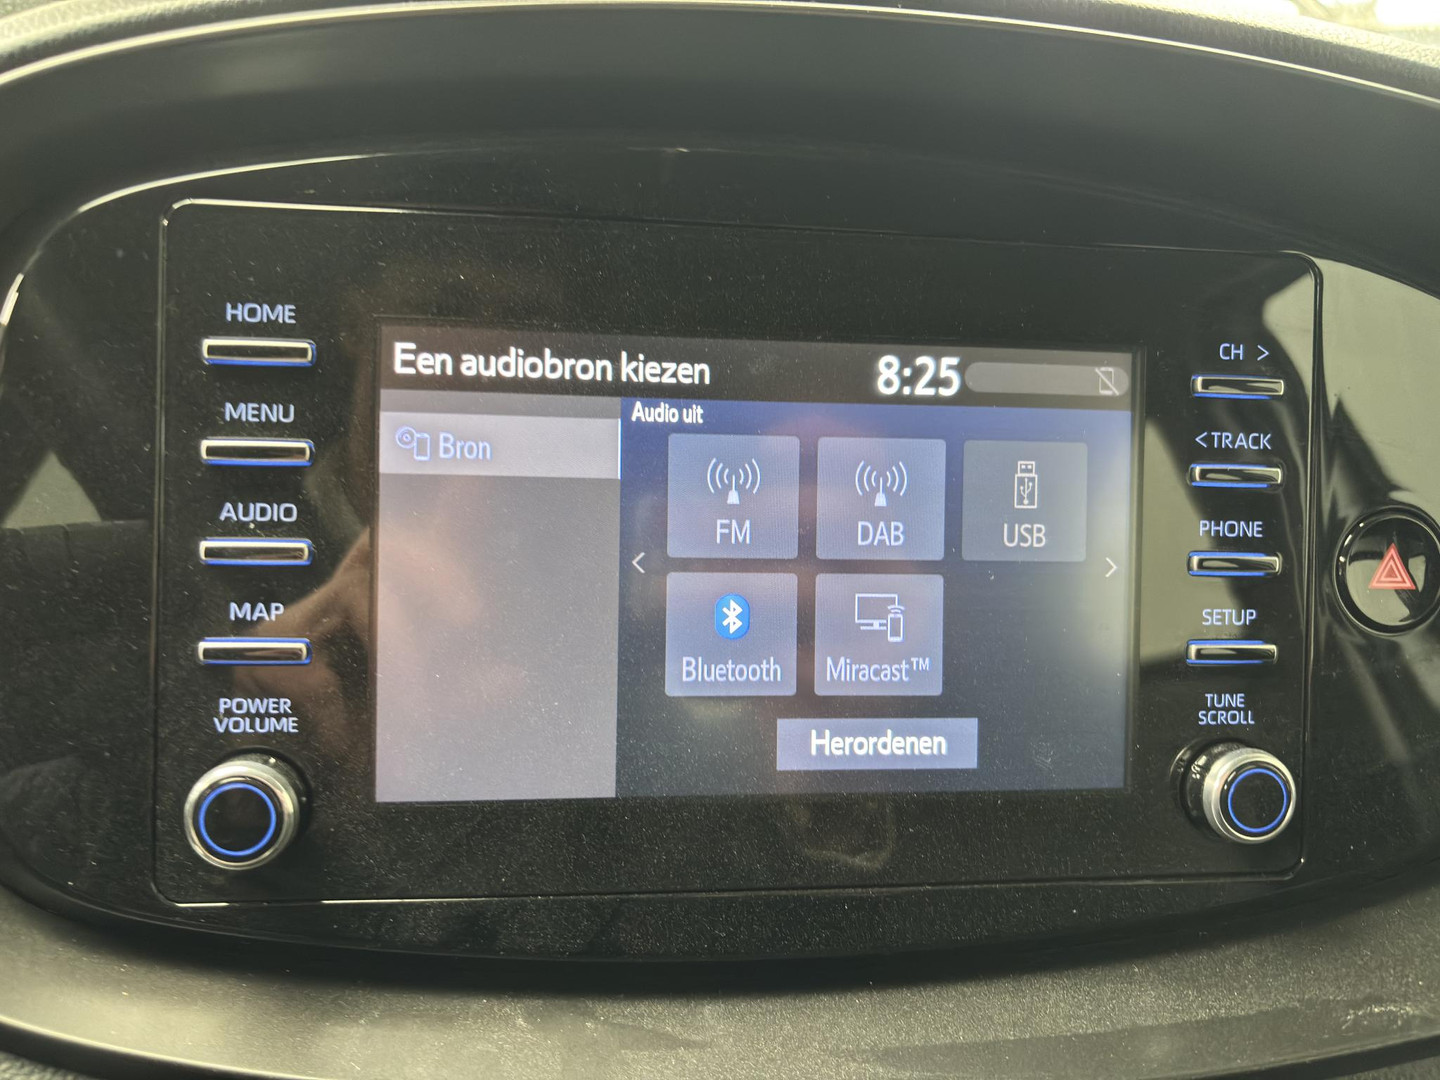 HOME
MENU
AUDIO
MAP
POWER
VOLUME
Een audiobron kiezen
8:25
Bron
Audio uit
FM
DAB
USB
<
>
Bluetooth
Miracast™
Herordenen
CH >
< TRACK
PHONE
SETUP
TUNE
SCROLL